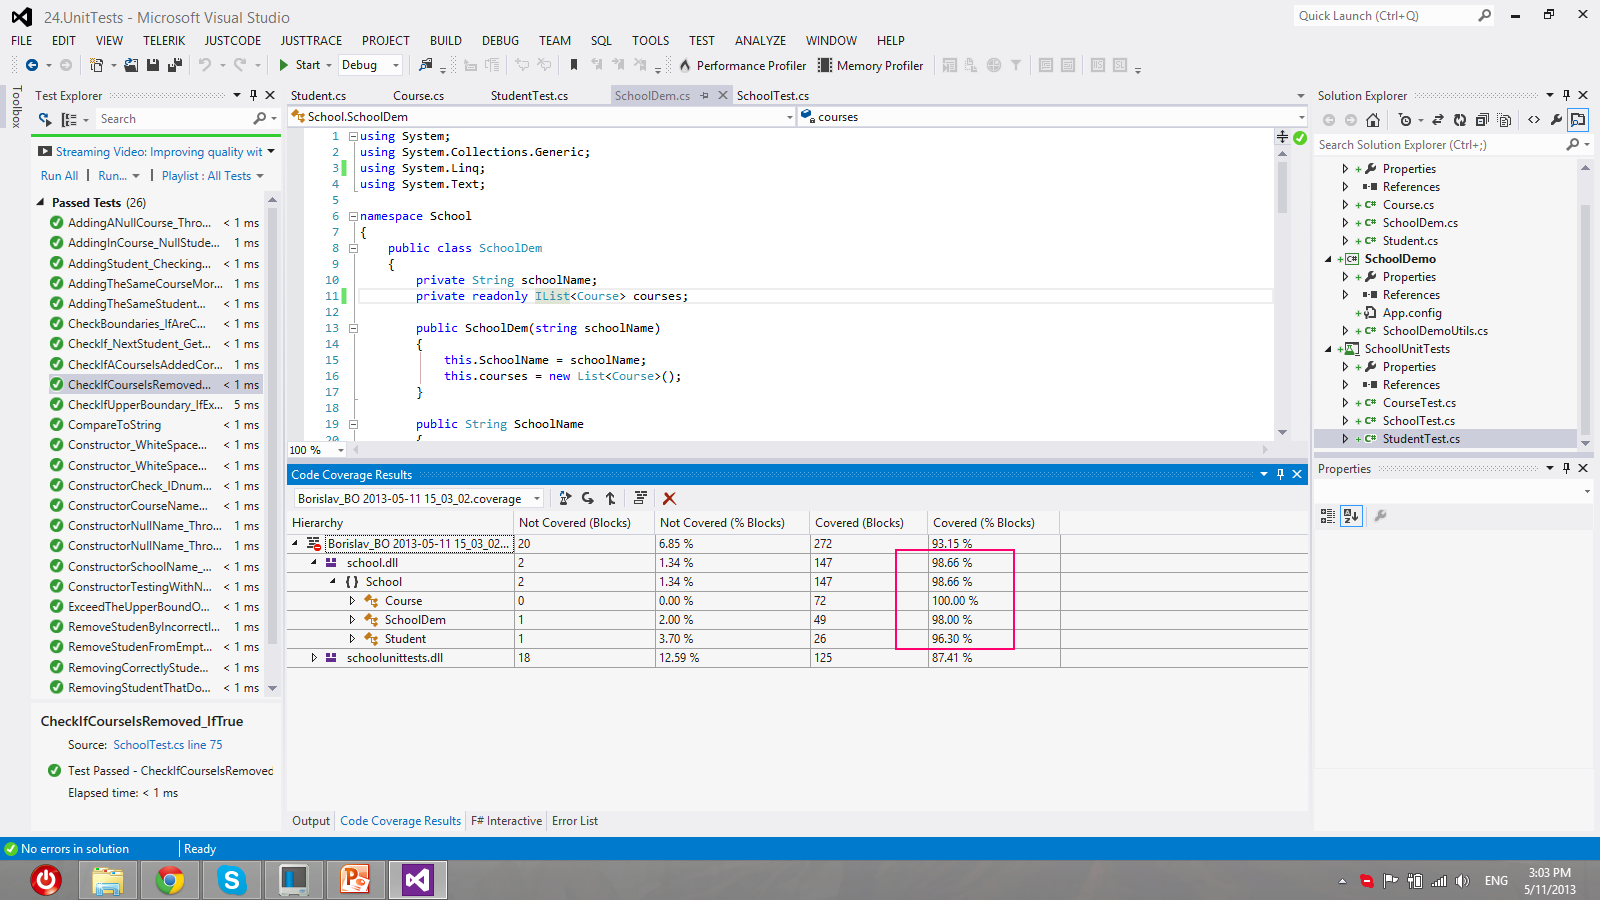 24.UnitTests - Microsoft Visual Studio
Quick Launch (Ctrl+Q)
FILE EDIT VIEW TELERIK JUSTCODE JUSTTRACE PROJECT BUILD DEBUG TEAM SQL TOOLS TEST ANALYZE WINDOW HELP
Start Debug Performance Profiler Memory Profiler
Toolbox
Test Explorer
Search
Streaming Video: Improving quality wit
Run All | Run... | Playlist : All Tests
Passed Tests (26)
AddingANullCourse_Thro... < 1 ms
AddingInCourse_NullStude... 1 ms
AddingStudent_Checking... < 1 ms
AddingTheSameCourseMor... 1 ms
AddingTheSameStudent... < 1 ms
CheckBoundaries_IfAreC... < 1 ms
CheckIf_NextStudent_Get... < 1 ms
CheckIfACourseIsAddedCor... 1 ms
CheckIfCourseIsRemoved... < 1 ms
CheckIfUpperBoundary_IfEx... 5 ms
CompareToString < 1 ms
Constructor_WhiteSpace... < 1 ms
Constructor_WhiteSpace... < 1 ms
ConstructorCheck_IDnum... < 1 ms
ConstructorCourseName... < 1 ms
ConstructorNullName_Thro... < 1 ms
ConstructorNullName_Thro... < 1 ms
ConstructorSchoolName_... < 1 ms
ConstructorTestingWithN... < 1 ms
ExceedTheUpperBoundO... < 1 ms
RemoveStudenByIncorrectI... 1 ms
RemoveStudenFromEmpt... < 1 ms
RemovingCorrectlyStude... < 1 ms
RemovingStudentThatDo... < 1 ms
CheckIfCourseIsRemoved_IfTrue
Source: SchoolTest.cs line 75
Test Passed - CheckIfCourseIsRemoved
Elapsed time: < 1 ms
Student.cs Course.cs StudentTest.cs SchoolDem.cs SchoolTest.cs
School.SchoolDem courses
1 using System;
2 using System.Collections.Generic;
3 using System.Linq;
4 using System.Text;
5
6 namespace School
7 {
8 public class SchoolDem
9 {
10 private String schoolName;
11 private readonly IList<Course> courses;
12
13 public SchoolDem(string schoolName)
14 {
15 this.SchoolName = schoolName;
16 this.courses = new List<Course>();
17 }
18
19 public String SchoolName
20 {
100 %
Code Coverage Results
Borislav_BO 2013-05-11 15_03_02.coverage
Hierarchy Not Covered (Blocks) Not Covered (% Blocks) Covered (Blocks) Covered (% Blocks)
Borislav_BO 2013-05-11 15_03_02... 20 6.85 % 272 93.15 %
school.dll 2 1.34 % 147 98.66 %
{ } School 2 1.34 % 147 98.66 %
Course 0 0.00 % 72 100.00 %
SchoolDem 1 2.00 % 49 98.00 %
Student 1 3.70 % 26 96.30 %
schoolunittests.dll 18 12.59 % 125 87.41 %
Output Code Coverage Results F# Interactive Error List
Solution Explorer
Search Solution Explorer (Ctrl+;)
Properties
References
Course.cs
SchoolDem.cs
Student.cs
SchoolDemo
Properties
References
App.config
SchoolDemoUtils.cs
SchoolUnitTests
Properties
References
CourseTest.cs
SchoolTest.cs
StudentTest.cs
Properties
No errors in solution Ready
ENG
3:03 PM
5/11/2013